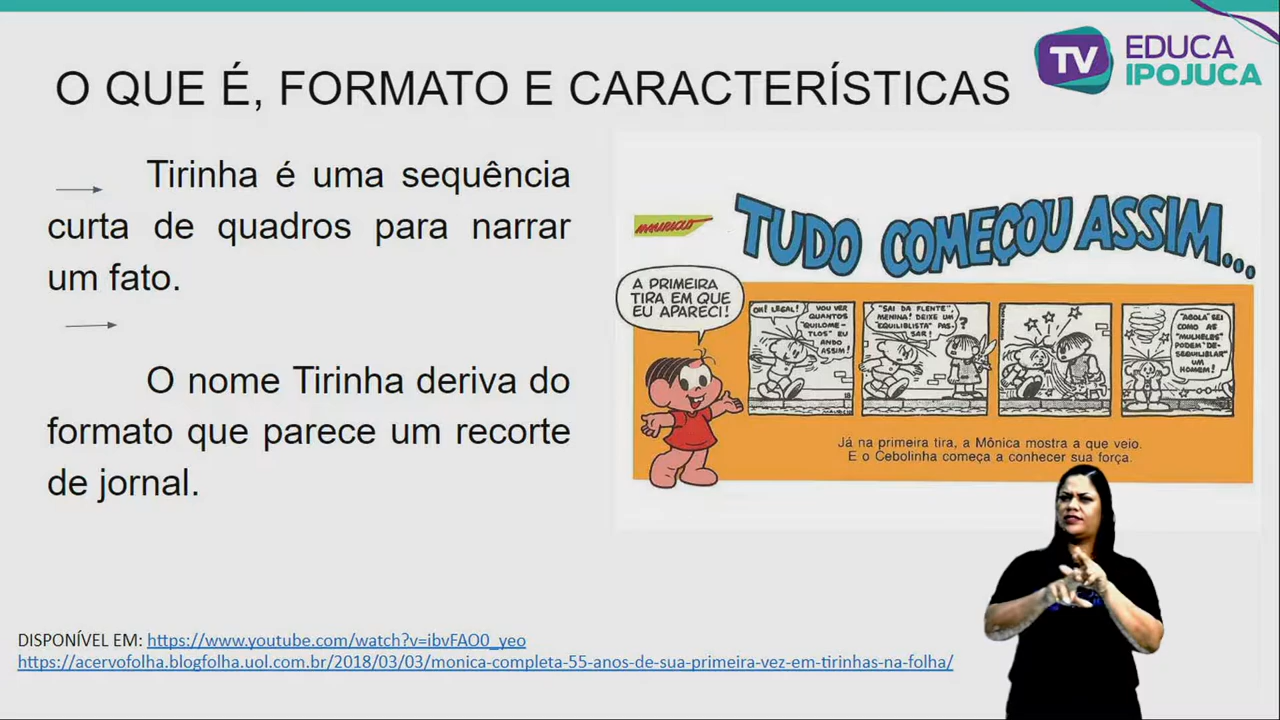 TV EDUCA
IPOJUCA
O QUE É, FORMATO E CARACTERÍSTICAS
Tirinha é uma sequência
curta de quadros para narrar
um fato.
O nome Tirinha deriva do
formato que parece um recorte
de jornal.
MAURICIO
TUDO COMEÇOU ASSIM...
A PRIMEIRA
TIRA EM QUE
EU APARECI!
OH! LEGAL!
VOU VER
QUANTOS
"QUILOME-
TLOS" EU
ANDO
ASSIM!
"SAI DA FLENTE",
MENINA! DEIXE UM
"EQUILIBLISTA" PAS-
SAR!
?
"AGOLA" SEI
COMO AS
"MULHELES"
PODEM "DE-
SEQUILIBLAR"
UM
HOMEM!
Já na primeira tira, a Mônica mostra a que veio.
E o Cebolinha começa a conhecer sua força.
DISPONÍVEL EM: https://www.youtube.com/watch?v=ibvFAO0_yeo
https://acervofolha.blogfolha.uol.com.br/2018/03/03/monica-completa-55-anos-de-sua-primeira-vez-em-tirinhas-na-folha/